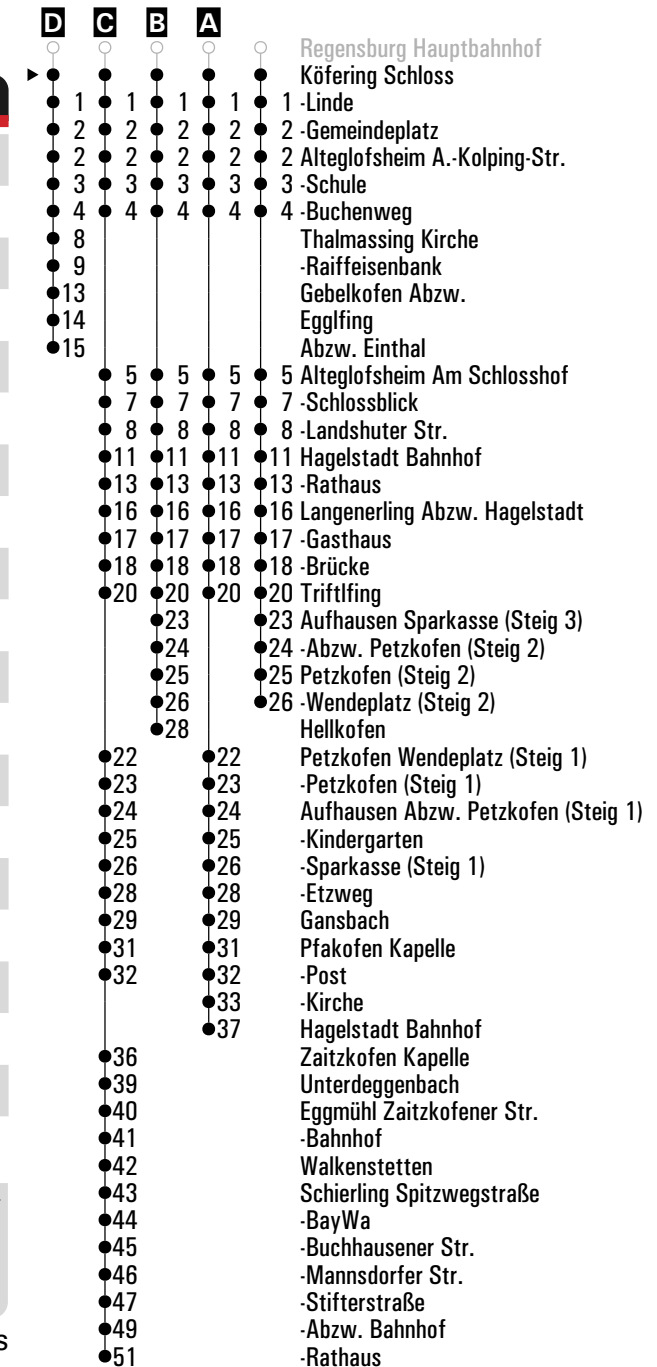 D C B A
Regensburg Hauptbahnhof
Köfering Schloss
1 1 1 1 1 -Linde
2 2 2 2 2 -Gemeindeplatz
2 2 2 2 2 Alteglofsheim A.-Kolping-Str.
3 3 3 3 3 -Schule
4 4 4 4 4 -Buchenweg
8 Thalmassing Kirche
9 -Raiffeisenbank
13 Gebelkofen Abzw.
14 Egglfing
15 Abzw. Einthal
5 5 5 5 Alteglofsheim Am Schlosshof
7 7 7 7 -Schlossblick
8 8 8 8 -Landshuter Str.
11 11 11 11 Hagelstadt Bahnhof
13 13 13 13 -Rathaus
16 16 16 16 Langenerling Abzw. Hagelstadt
17 17 17 17 -Gasthaus
18 18 18 18 -Brücke
20 20 20 20 Triftlfing
23 23 Aufhausen Sparkasse (Steig 3)
24 24 -Abzw. Petzkofen (Steig 2)
25 25 Petzkofen (Steig 2)
26 26 -Wendeplatz (Steig 2)
28 Hellkofen
22 22 Petzkofen Wendeplatz (Steig 1)
23 23 -Petzkofen (Steig 1)
24 24 Aufhausen Abzw. Petzkofen (Steig 1)
25 25 -Kindergarten
26 26 -Sparkasse (Steig 1)
28 28 -Etzweg
29 29 Gansbach
31 31 Pfakofen Kapelle
32 32 -Post
33 -Kirche
37 Hagelstadt Bahnhof
36 Zaitzkofen Kapelle
39 Unterdeggenbach
40 Eggmühl Zaitzkofener Str.
41 -Bahnhof
42 Walkenstetten
43 Schierling Spitzwegstraße
44 -BayWa
45 -Buchhausener Str.
46 -Mannsdorfer Str.
47 -Stifterstraße
49 -Abzw. Bahnhof
s
51 -Rathaus